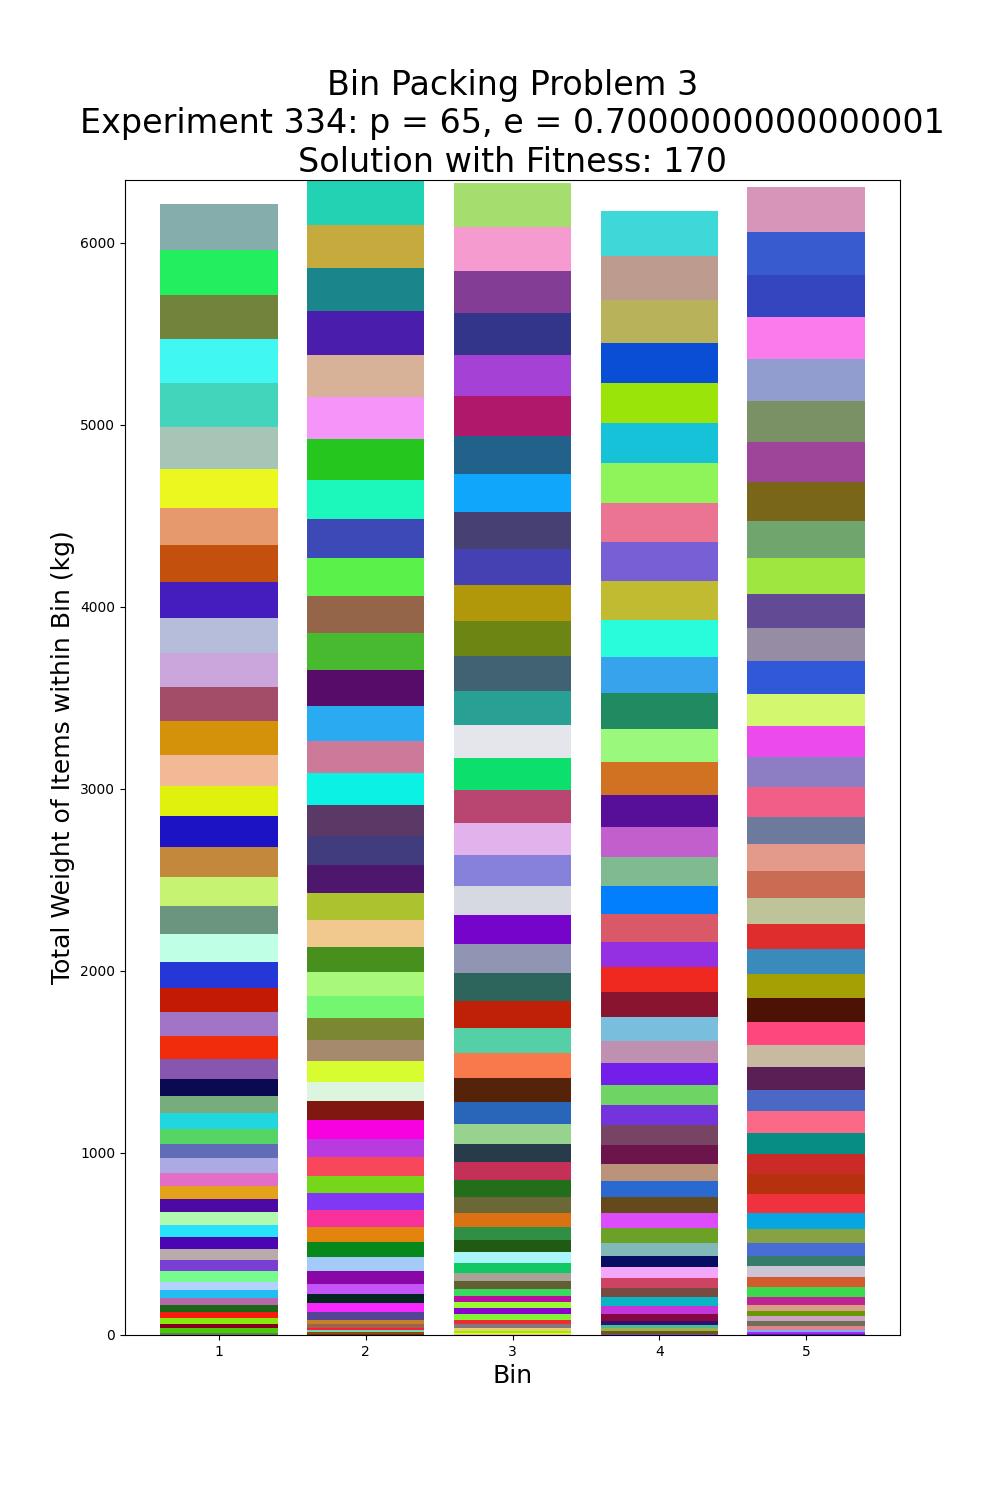 Bin Packing Problem 3
Experiment 334: p = 65, e = 0.7000000000000001
Solution with Fitness: 170
Total Weight of Items within Bin (kg)
6000
5000
4000
3000
2000
1000
0
1 2 3 4 5
Bin